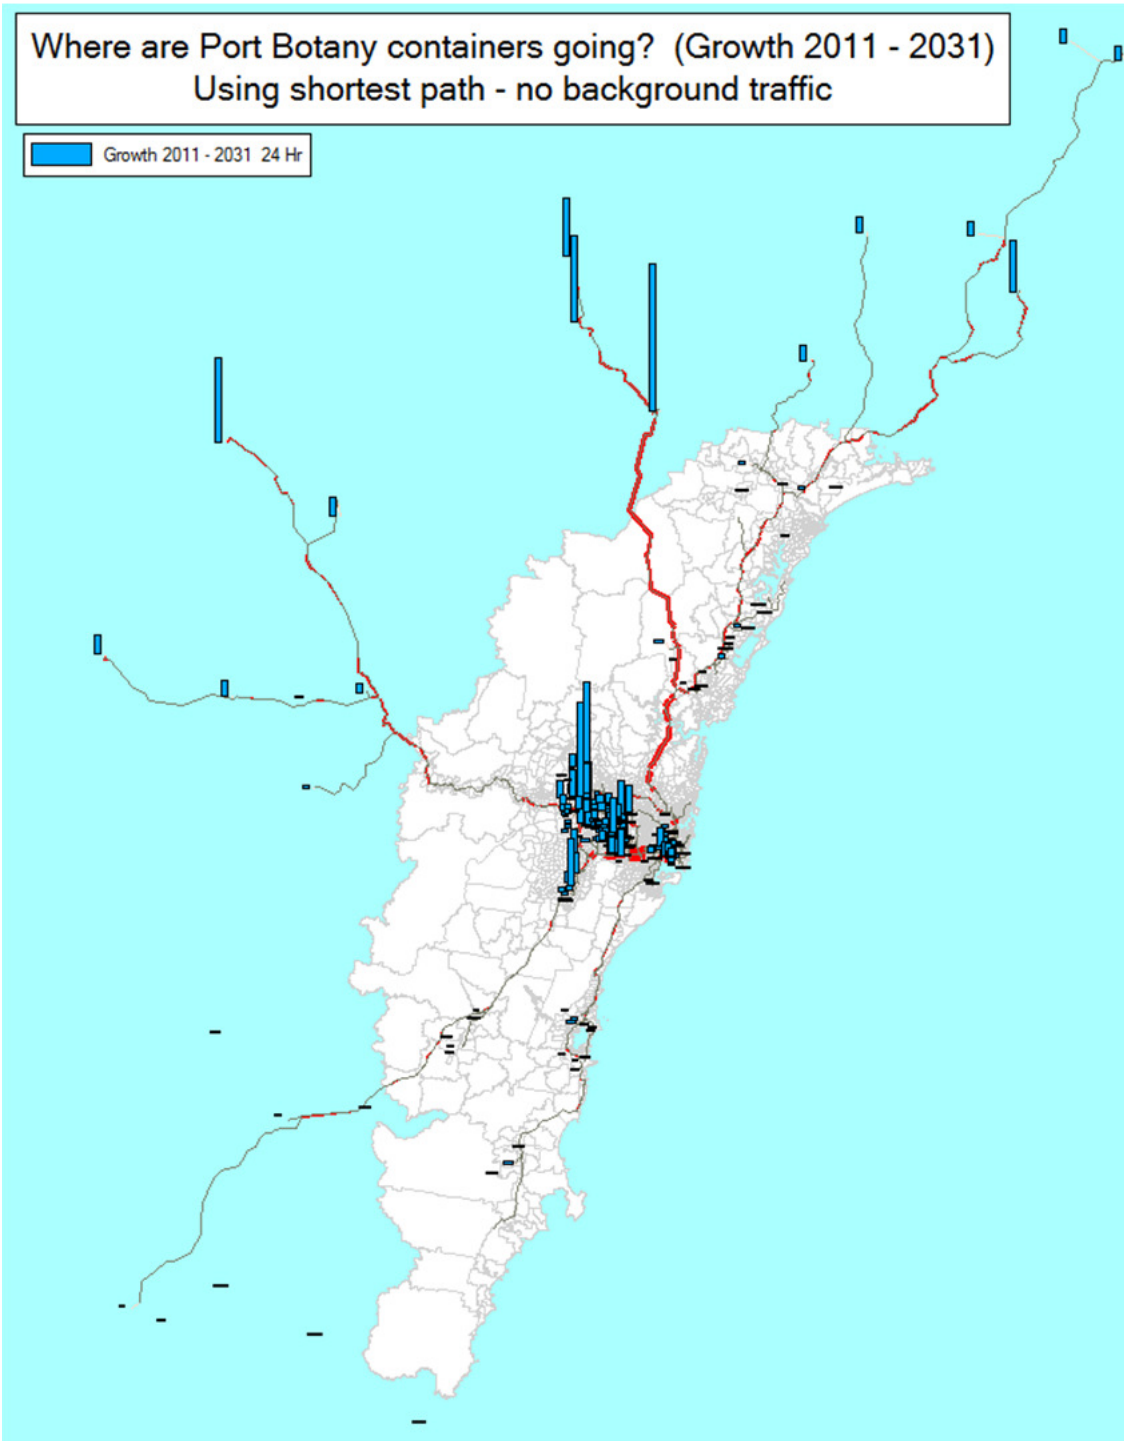 Where are Port Botany containers going? (Growth 2011 - 2031)
Using shortest path - no background traffic
Growth 2011 - 2031 24 Hr